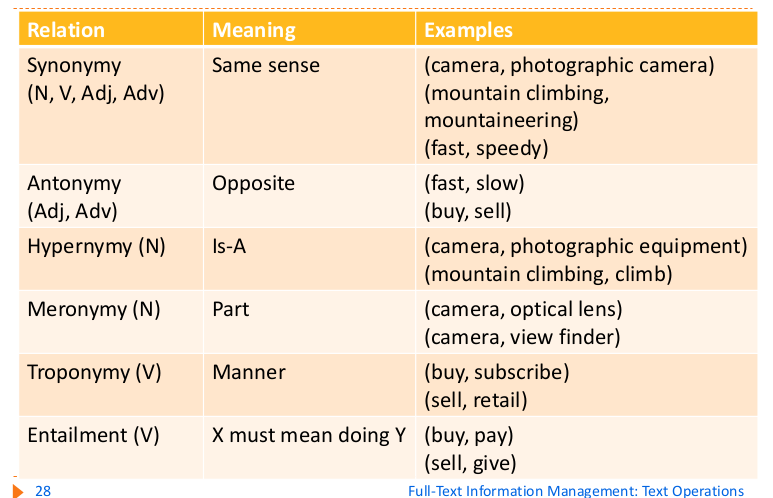 Relation Meaning Examples
Synonymy Same sense (camera, photographic camera)
(N, V, Adj, Adv) (mountain climbing,
mountaineering)
(fast, speedy)
Antonymy Opposite (fast, slow)
(Adj, Adv) (buy, sell)
Hypernymy (N) Is-A (camera, photographic equipment)
(mountain climbing, climb)
Meronymy (N) Part (camera, optical lens)
(camera, view finder)
Troponymy (V) Manner (buy, subscribe)
(sell, retail)
Entailment (V) X must mean doing Y (buy, pay)
(sell, give)
28 Full-Text Information Management: Text Operations